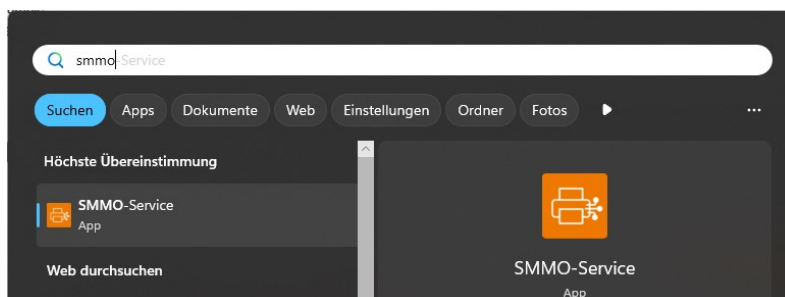 smmo-Service
Suchen Apps Dokumente Web Einstellungen Ordner Fotos
Höchste Übereinstimmung
SMMO-Service
App
Web durchsuchen
SMMO-Service
App